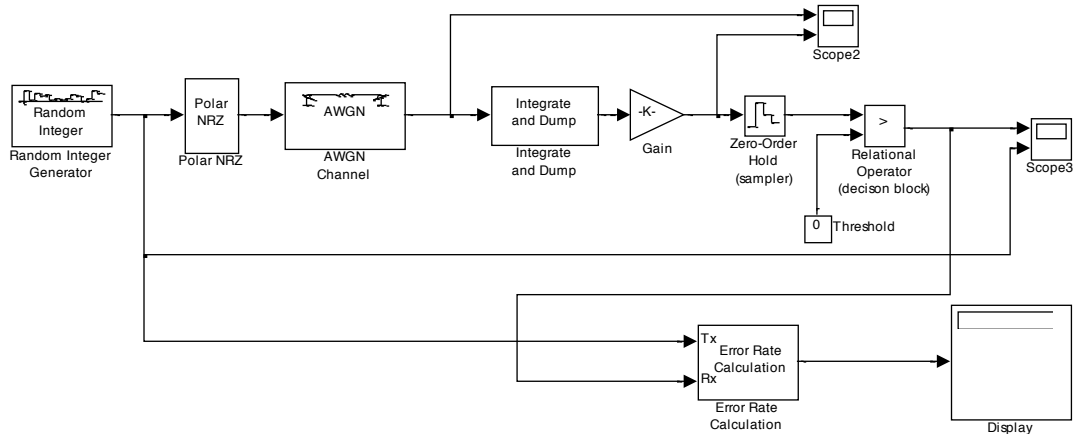 Scope2
Random
Integer
Random Integer
Generator
Polar
NRZ
Polar NRZ
AWGN
AWGN
Channel
Integrate
and Dump
Integrate
and Dump
-K-
Gain
Zero-Order
Hold
(sampler)
>
Relational
Operator
(decison block)
Scope3
0
Threshold
Tx
Rx
Error Rate
Calculation
Error Rate
Calculation
Display